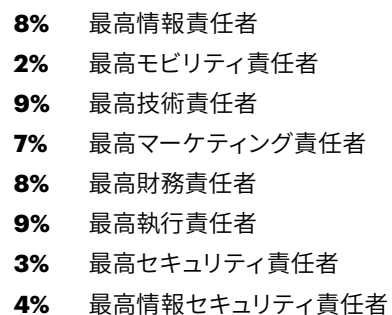 8% 最高情報責任者
2% 最高モビリティ責任者
9% 最高技術責任者
7% 最高マーケティング責任者
8% 最高財務責任者
9% 最高執行責任者
3% 最高セキュリティ責任者
4% 最高情報セキュリティ責任者